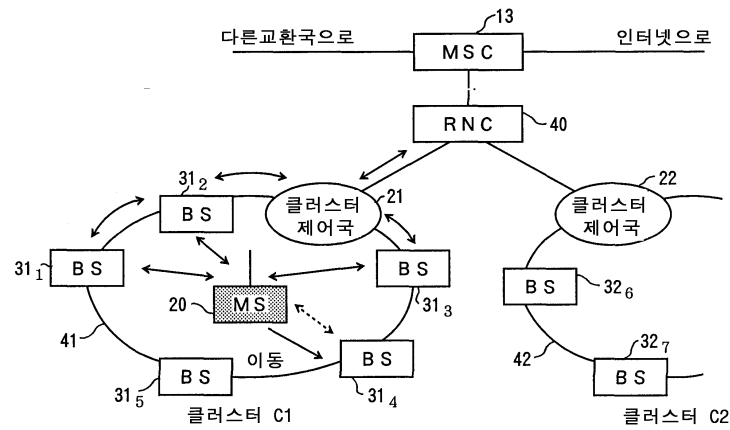 13
다른교환국으로
MSC
인터넷으로
RNC
40
31₂
BS
클러스터
제어국
21
22
클러스터
제어국
31₁
BS
BS
31₃
20
MS
BS
32₆
41
이동
BS
31₄
42
32₇
BS
31₅
BS
클러스터 C1
클러스터 C2